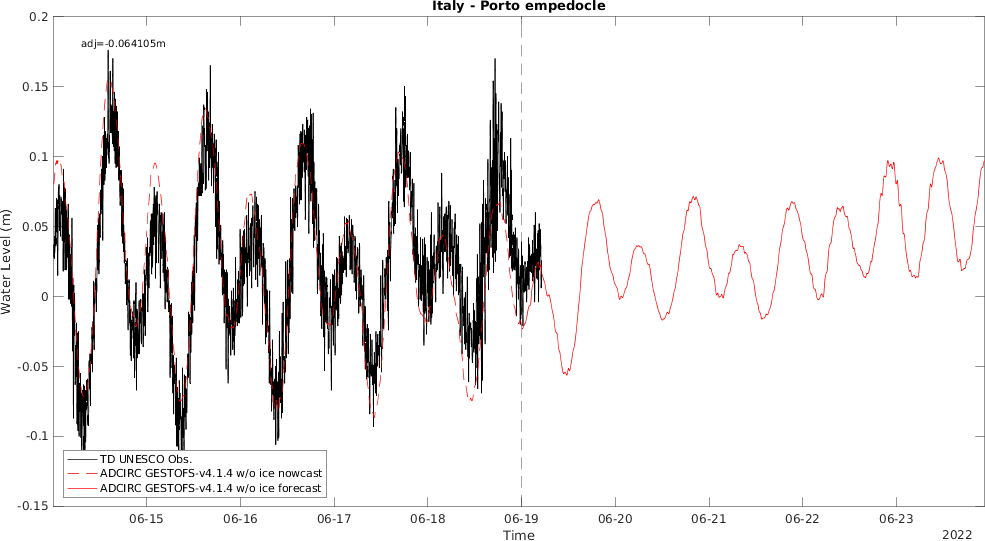 Italy - Porto empedocle
adj=-0.064105m
0.2
0.15
0.1
0.05
0
-0.05
-0.1
-0.15
Water Level (m)
TD UNESCO Obs.
ADCIRC GESTOFS-v4.1.4 w/o ice nowcast
ADCIRC GESTOFS-v4.1.4 w/o ice forecast
06-15 06-16 06-17 06-18 06-19 06-20 06-21 06-22 06-23
Time
2022